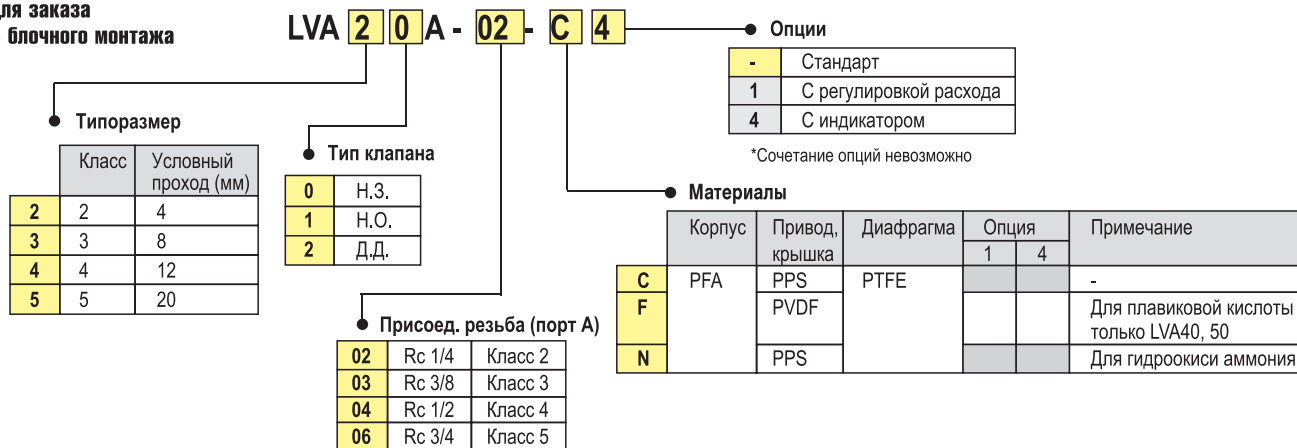 для заказа
блочного монтажа
LVA 2 0 A - 02 - C 4
Опции
- Стандарт
1 С регулировкой расхода
4 С индикатором
*Сочетание опций невозможно
Типоразмер
Класс Условный проход (мм)
2 2 4
3 3 8
4 4 12
5 5 20
Тип клапана
0 Н.З.
1 Н.О.
2 Д.Д.
Присоед. резьба (порт А)
02 Rc 1/4 Класс 2
03 Rc 3/8 Класс 3
04 Rc 1/2 Класс 4
06 Rc 3/4 Класс 5
Материалы
Корпус Привод, крышка Диафрагма Опция Примечание
1 4
C PFA PPS PTFE -
F PVDF Для плавиковой кислоты
только LVA40, 50
N PPS Для гидроокиси аммония